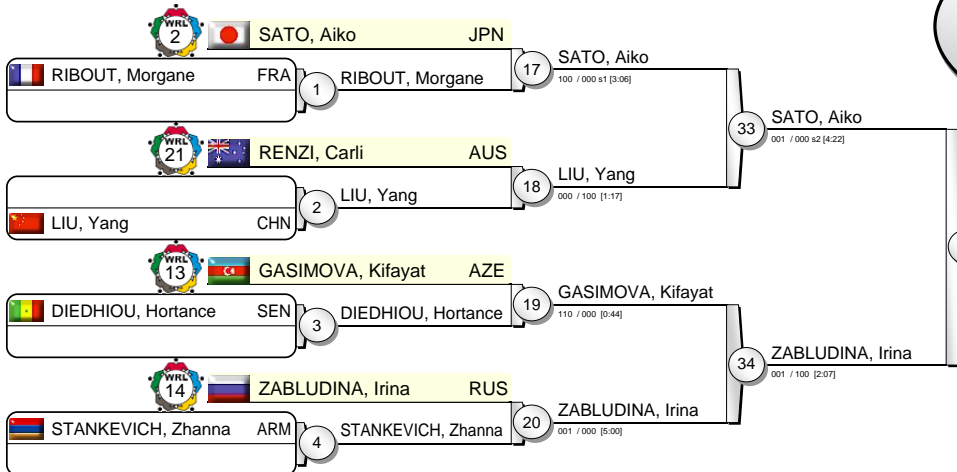 WRL
2
SATO, Aiko JPN
RIBOUT, Morgane FRA
1
RIBOUT, Morgane
17
SATO, Aiko
100 / 000 s1 [3:06]
WRL
21
RENZI, Carli AUS
LIU, Yang CHN
2
LIU, Yang
18
LIU, Yang
000 / 100 [1:17]
33
SATO, Aiko
001 / 000 s2 [4:22]
WRL
13
GASIMOVA, Kifayat AZE
DIEDHIOU, Hortance SEN
3
DIEDHIOU, Hortance
19
GASIMOVA, Kifayat
110 / 000 [0:44]
WRL
14
ZABLUDINA, Irina RUS
STANKEVICH, Zhanna ARM
4
STANKEVICH, Zhanna
20
ZABLUDINA, Irina
001 / 000 [5:00]
34
ZABLUDINA, Irina
001 / 100 [2:07]